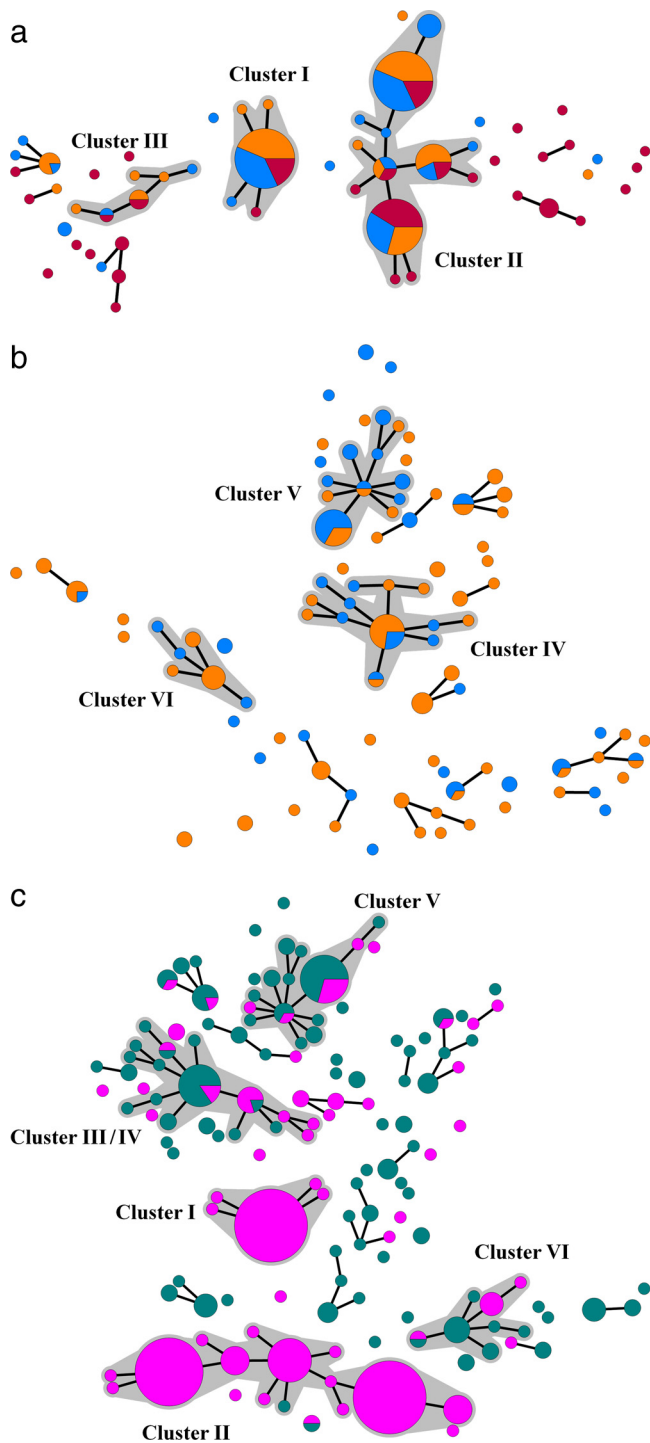 a
Cluster I
Cluster III
Cluster II
b
Cluster V
Cluster IV
Cluster VI
c
Cluster V
Cluster III/IV
Cluster I
Cluster VI
Cluster II